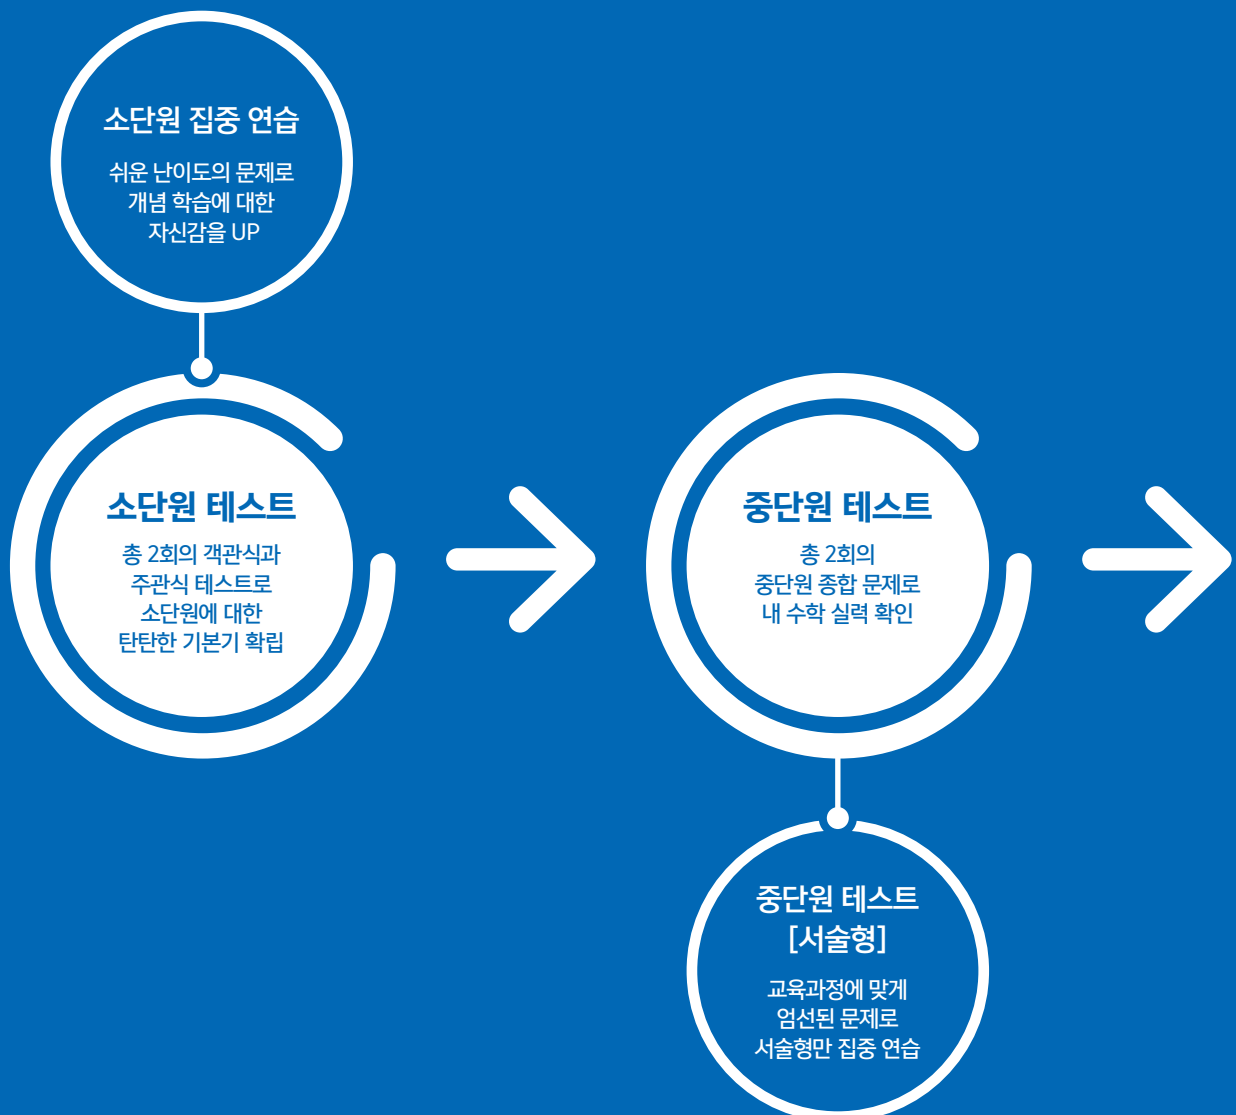 소단원 집중 연습
쉬운 난이도의 문제로
개념 학습에 대한
자신감을 UP
소단원 테스트
총 2회의 객관식과
주관식 테스트로
소단원에 대한
탄탄한 기본기 확립
중단원 테스트
총 2회의
중단원 종합 문제로
내 수학 실력 확인
중단원 테스트
[서술형]
교육과정에 맞게
엄선된 문제로
서술형만 집중 연습